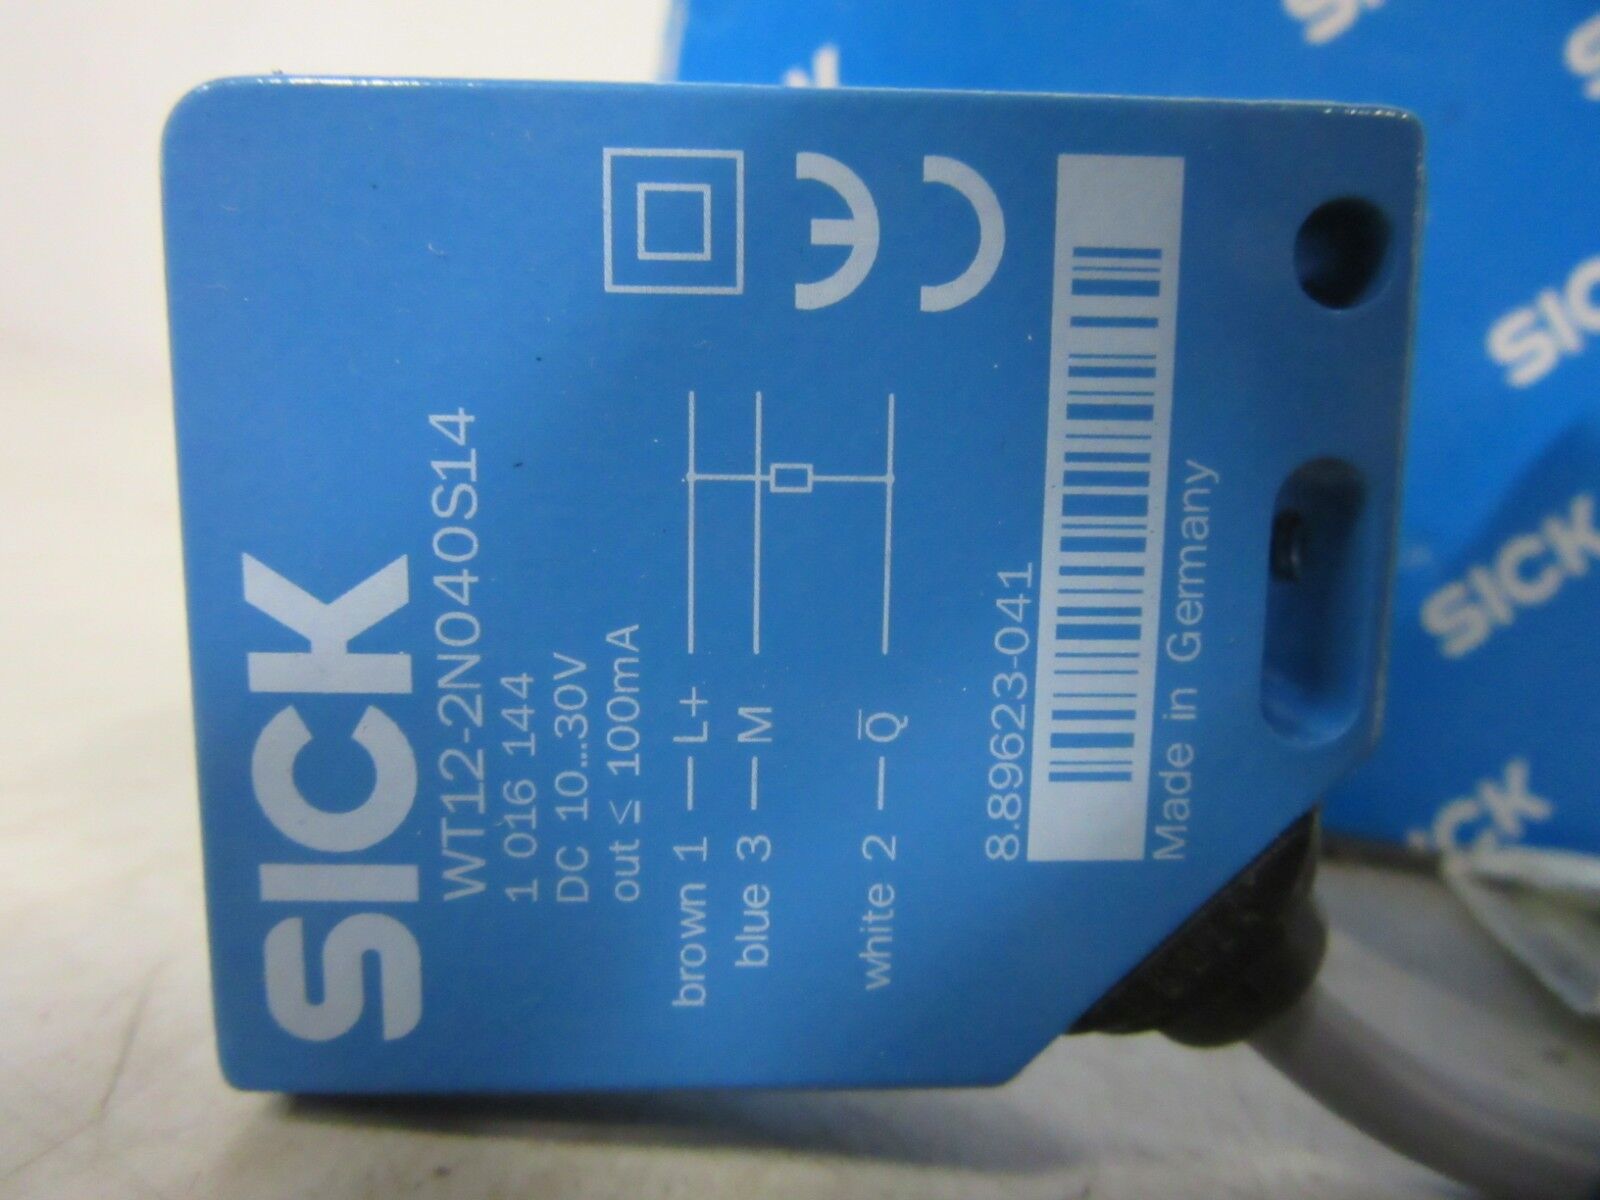 SICK
WT12-2N040S14
1 016 144
DC 10...30V
out ≤ 100mA
brown 1 — L+
blue 3 — M
white 2 — Q̅
8.89623-041
Made in Germany
CE
SICK
SICK
SICK